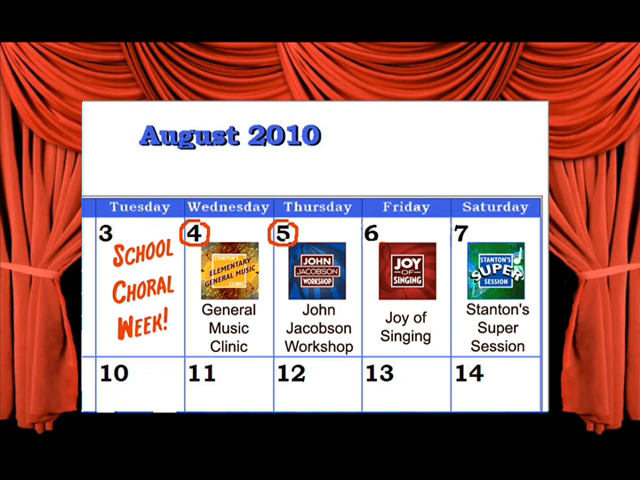 August 2010
Tuesday Wednesday Thursday Friday Saturday
3 4 5 6 7
SCHOOL
CHORAL
WEEK!
STANTON'S
ELEMENTARY
GENERAL MUSIC
CLINIC
General
Music
Clinic
JOHN
JACOBSON
WORKSHOP
John
Jacobson
Workshop
JOY
OF
SINGING
Joy of
Singing
STANTON'S
SUPER
SESSION
Stanton's
Super
Session
10 11 12 13 14